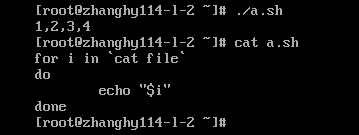 [root@zhanghy114-l-2 ~]# ./a.sh
1,2,3,4
[root@zhanghy114-l-2 ~]# cat a.sh
for i in `cat file`
do
        echo "$i"
done
[root@zhanghy114-l-2 ~]#